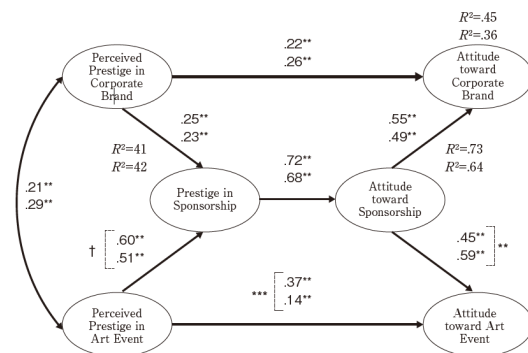 R²=.45
R²=.36
Perceived
Prestige in
Corporate
Brand
.22**
.26**
Attitude
toward
Corporate
Brand
.25**
.23**
.55**
.49**
R²=41
R²=42
R²=.73
R²=.64
.72**
.68**
Prestige in
Sponsorship
Attitude
toward
Sponsorship
.21**
.29**
†
.60**
.51**
.45**
.59**
**
***
.37**
.14**
Perceived
Prestige in
Art Event
Attitude
toward Art
Event